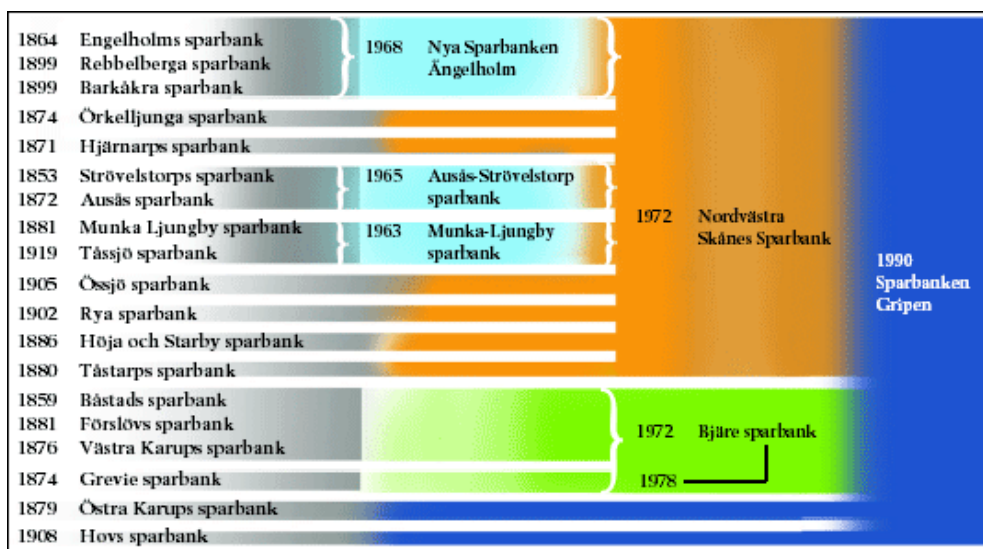 1864 Engelholms sparbank
1899 Rebbelberga sparbank
1899 Barkåkra sparbank
1968 Nya Sparbanken
Ängelholm
1874 Örkelljunga sparbank
1871 Hjärnarps sparbank
1853 Strövelstorps sparbank
1872 Ausås sparbank
1965 Ausås-Strövelstorp
sparbank
1881 Munka Ljungby sparbank
1919 Tåssjö sparbank
1963 Munka-Ljungby
sparbank
1905 Össjö sparbank
1902 Rya sparbank
1886 Höja och Starby sparbank
1880 Tåstarps sparbank
1972 Nordvästra
Skånes Sparbank
1859 Båstads sparbank
1881 Förslövs sparbank
1876 Västra Karups sparbank
1874 Grevie sparbank
1972 Bjäre sparbank
1978
1879 Östra Karups sparbank
1908 Hovs sparbank
1990
Sparbanken
Gripen